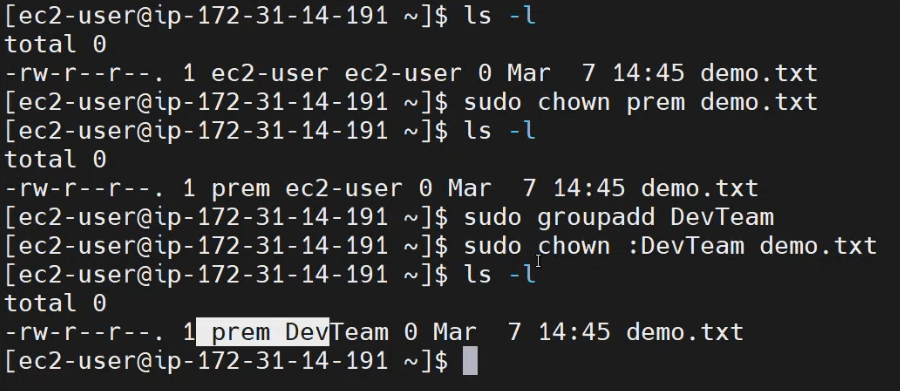 [ec2-user@ip-172-31-14-191 ~]$ ls -l
total 0
-rw-r--r--. 1 ec2-user ec2-user 0 Mar  7 14:45 demo.txt
[ec2-user@ip-172-31-14-191 ~]$ sudo chown prem demo.txt
[ec2-user@ip-172-31-14-191 ~]$ ls -l
total 0
-rw-r--r--. 1 prem ec2-user 0 Mar  7 14:45 demo.txt
[ec2-user@ip-172-31-14-191 ~]$ sudo groupadd DevTeam
[ec2-user@ip-172-31-14-191 ~]$ sudo chown :DevTeam demo.txt
[ec2-user@ip-172-31-14-191 ~]$ ls -l
total 0
-rw-r--r--. 1 prem DevTeam 0 Mar  7 14:45 demo.txt
[ec2-user@ip-172-31-14-191 ~]$